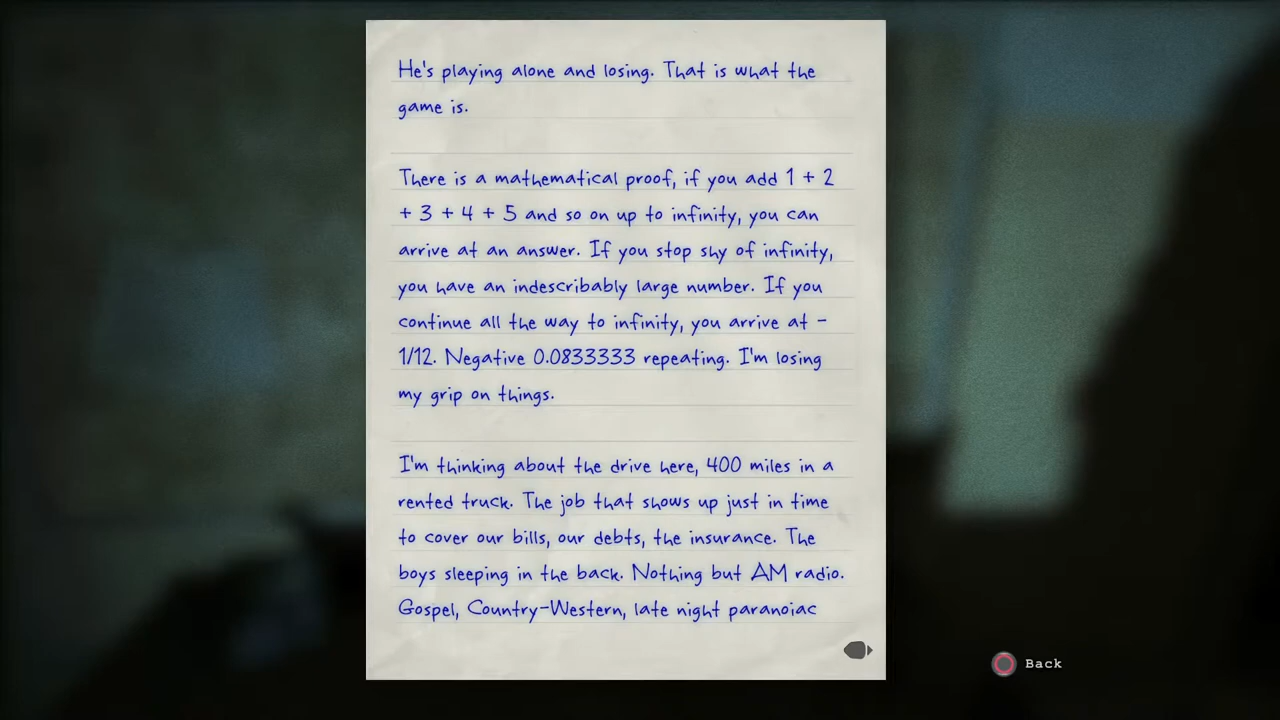 He's playing alone and losing. That is what the
game is.
There is a mathematical proof, if you add 1 + 2
+ 3 + 4 + 5 and so on up to infinity, you can
arrive at an answer. If you stop shy of infinity,
you have an indescribably large number. If you
continue all the way to infinity, you arrive at -
1/12. Negative 0.0833333 repeating. I'm losing
my grip on things.
I'm thinking about the drive here, 400 miles in a
rented truck. The job that shows up just in time
to cover our bills, our debts, the insurance. The
boys sleeping in the back. Nothing but AM radio.
Gospel, Country-Western, late night paranoiac
Back